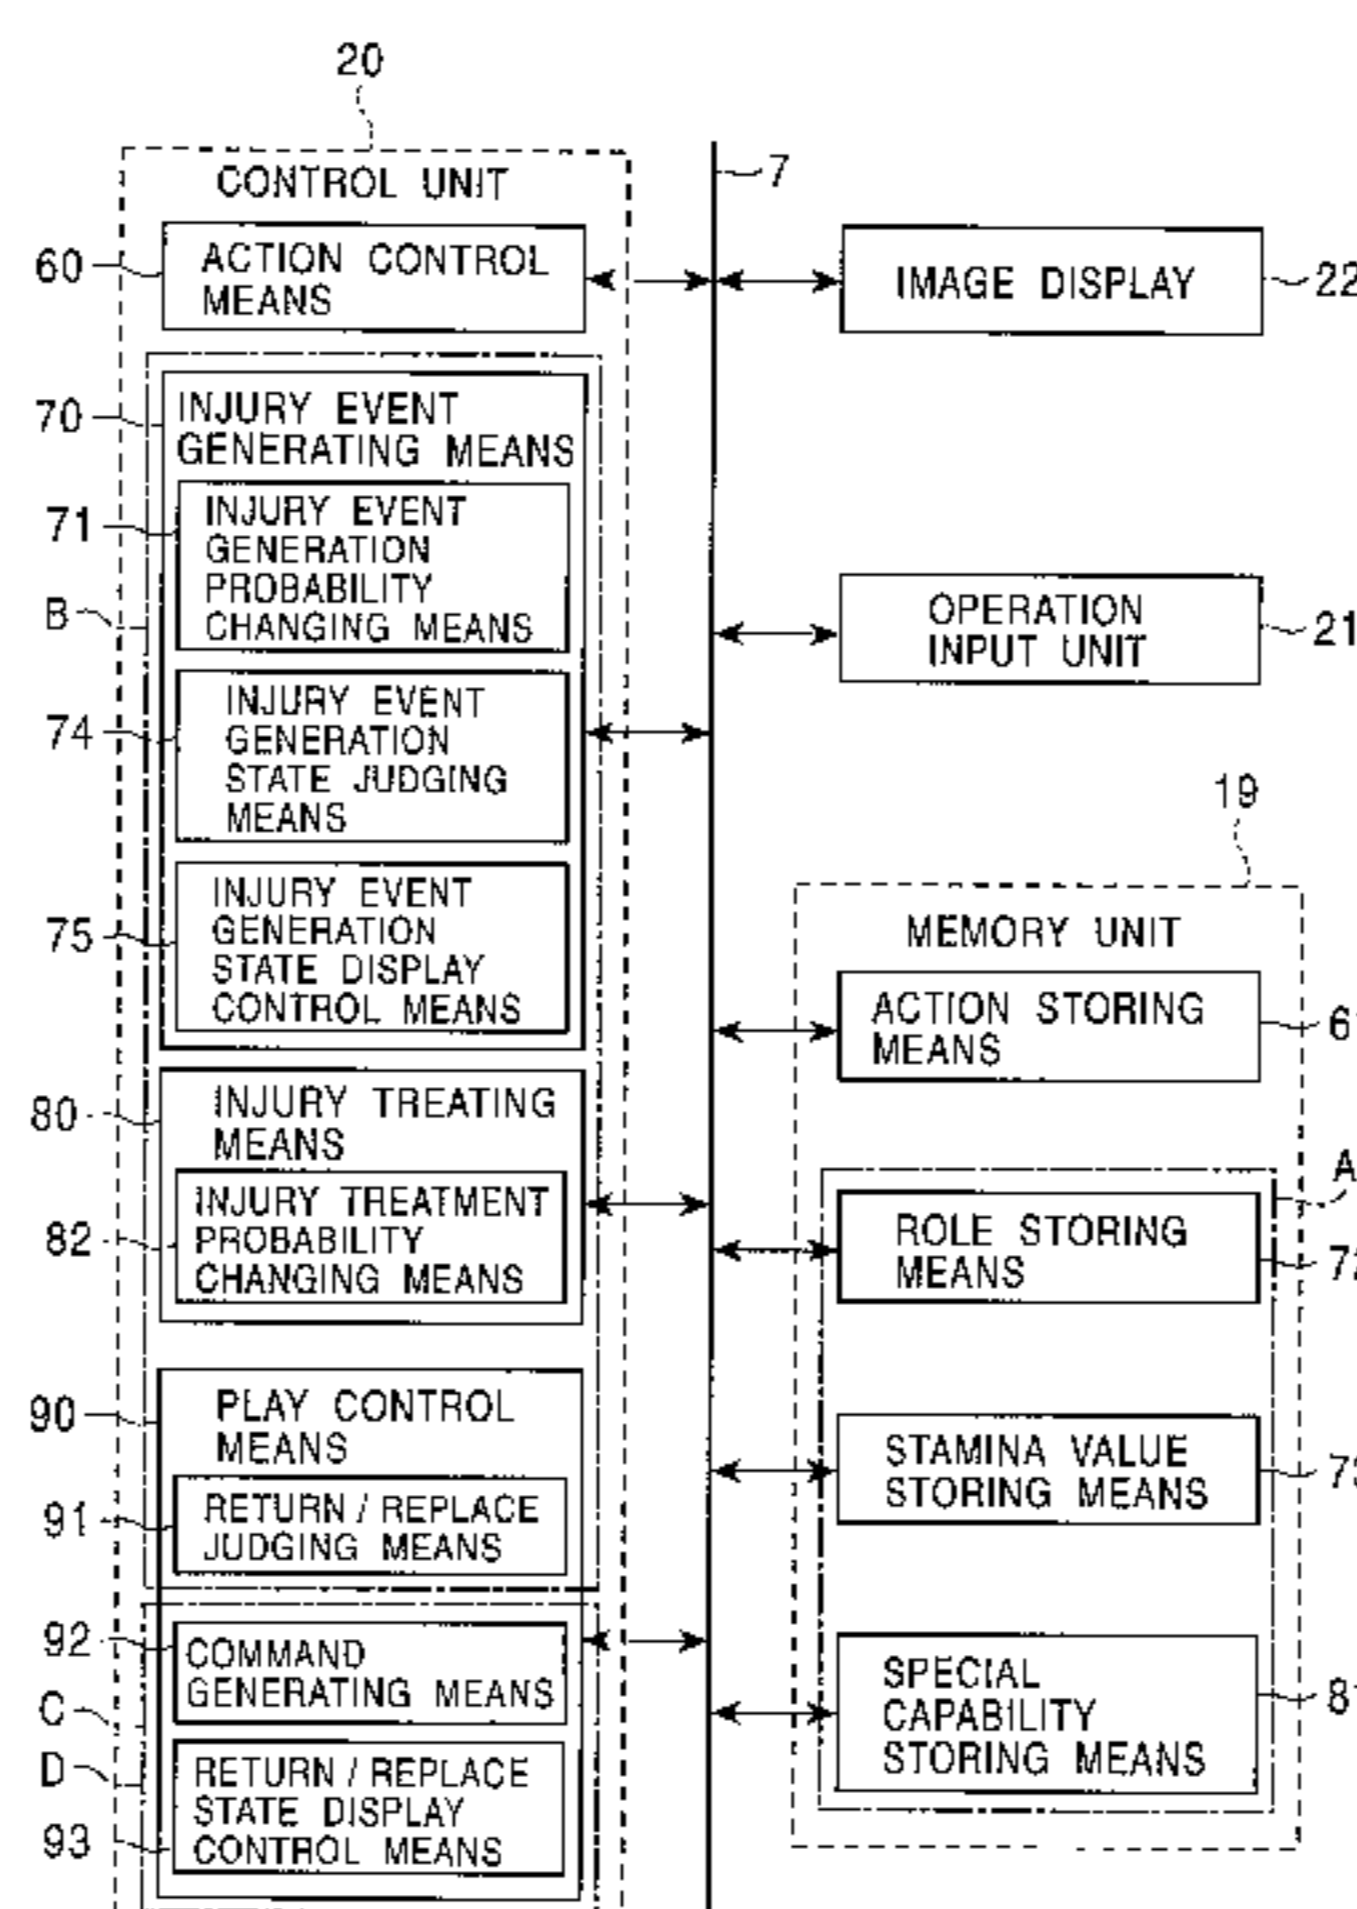 20
CONTROL UNIT
7
60
ACTION CONTROL
MEANS
IMAGE DISPLAY
22
70
INJURY EVENT
GENERATING MEANS
71
INJURY EVENT
GENERATION
PROBABILITY
CHANGING MEANS
B
OPERATION
INPUT UNIT
21
74
INJURY EVENT
GENERATION
STATE JUDGING
MEANS
19
75
INJURY EVENT
GENERATION
STATE DISPLAY
CONTROL MEANS
MEMORY UNIT
ACTION STORING
MEANS
80
INJURY TREATING
MEANS
A
82
INJURY TREATMENT
PROBABILITY
CHANGING MEANS
ROLE STORING
MEANS
90
PLAY CONTROL
MEANS
STAMINA VALUE
STORING MEANS
91
RETURN / REPLACE
JUDGING MEANS
92
COMMAND
GENERATING MEANS
C
SPECIAL
CAPABILITY
STORING MEANS
D
RETURN / REPLACE
STATE DISPLAY
CONTROL MEANS
93